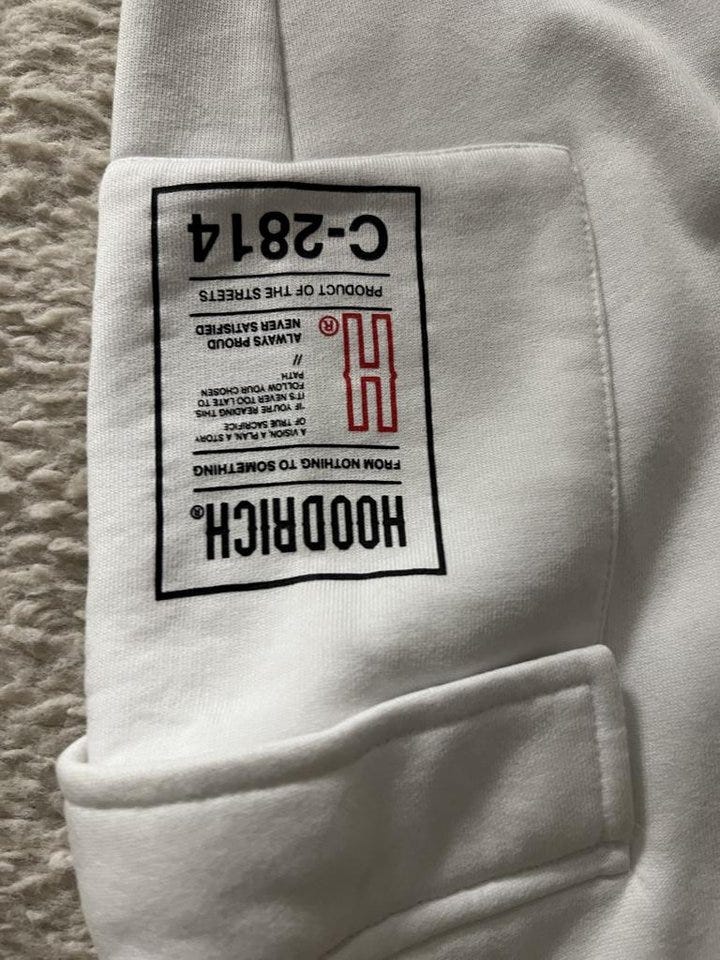 HOODRICH®
FROM NOTHING TO SOMETHING
A VISION, A PLAN, A STORY
OF TRUE SACRIFICE
"IF YOU'RE READING THIS,
IT'S NEVER TOO LATE TO
FOLLOW YOUR CHOSEN
PATH
//
ALWAYS PROUD
NEVER SATISFIED
H®
PRODUCT OF THE STREETS
C-2814